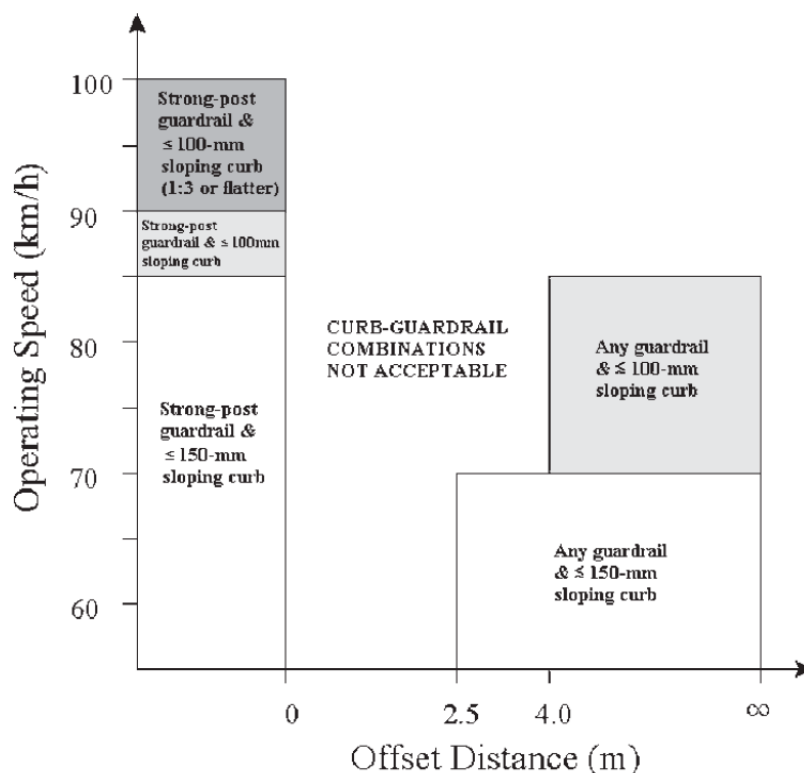 100
90
80
70
60
Operating Speed (km/h)
Strong-post
guardrail &
≤ 100-mm
sloping curb
(1:3 or flatter)
Strong-post
guardrail & ≤ 100mm
sloping curb
Strong-post
guardrail &
≤ 150-mm
sloping curb
CURB-GUARDRAIL
COMBINATIONS
NOT ACCEPTABLE
Any guardrail
& ≤ 100-mm
sloping curb
Any guardrail
& ≤ 150-mm
sloping curb
0 2.5 4.0 ∞
Offset Distance (m)